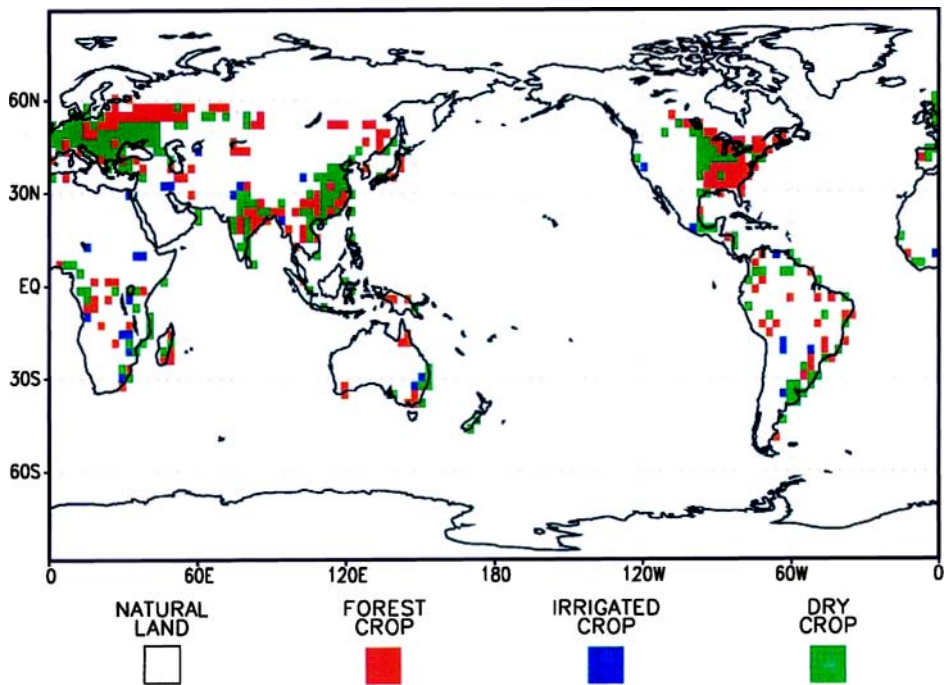 60N
30N
EQ
30S
60S
0 60E 120E 180 120W 60W 0
NATURAL LAND
FOREST CROP
IRRIGATED CROP
DRY CROP